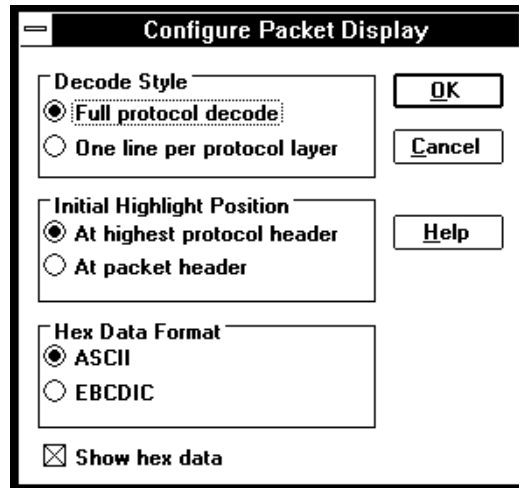 Configure Packet Display
Decode Style
Full protocol decode
One line per protocol layer
OK
Cancel
Initial Highlight Position
At highest protocol header
At packet header
Help
Hex Data Format
ASCII
EBCDIC
Show hex data